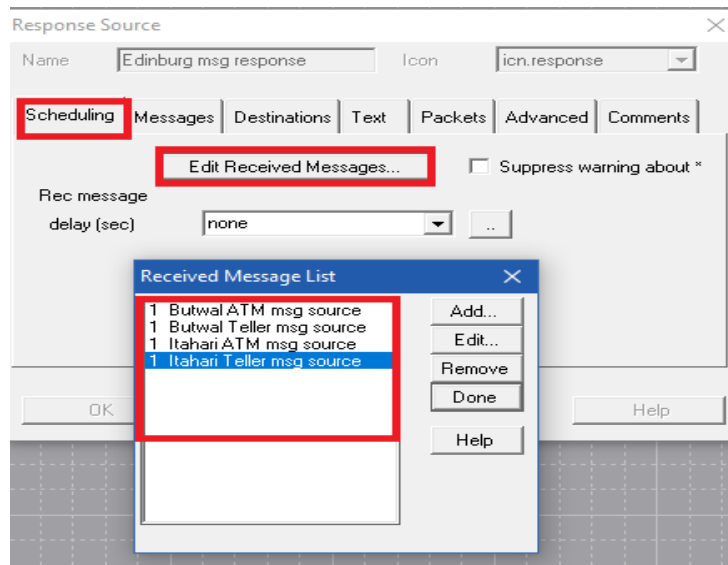 Response Source
Name Edinburg msg response Icon icn.response
Scheduling Messages Destinations Text Packets Advanced Comments
Edit Received Messages... Suppress warning about *
Rec message
delay (sec) none ..
Received Message List
1 Butwal ATM msg source
1 Butwal Teller msg source
1 Itahari ATM msg source
1 Itahari Teller msg source
Add...
Edit...
Remove
Done
Help
OK Help